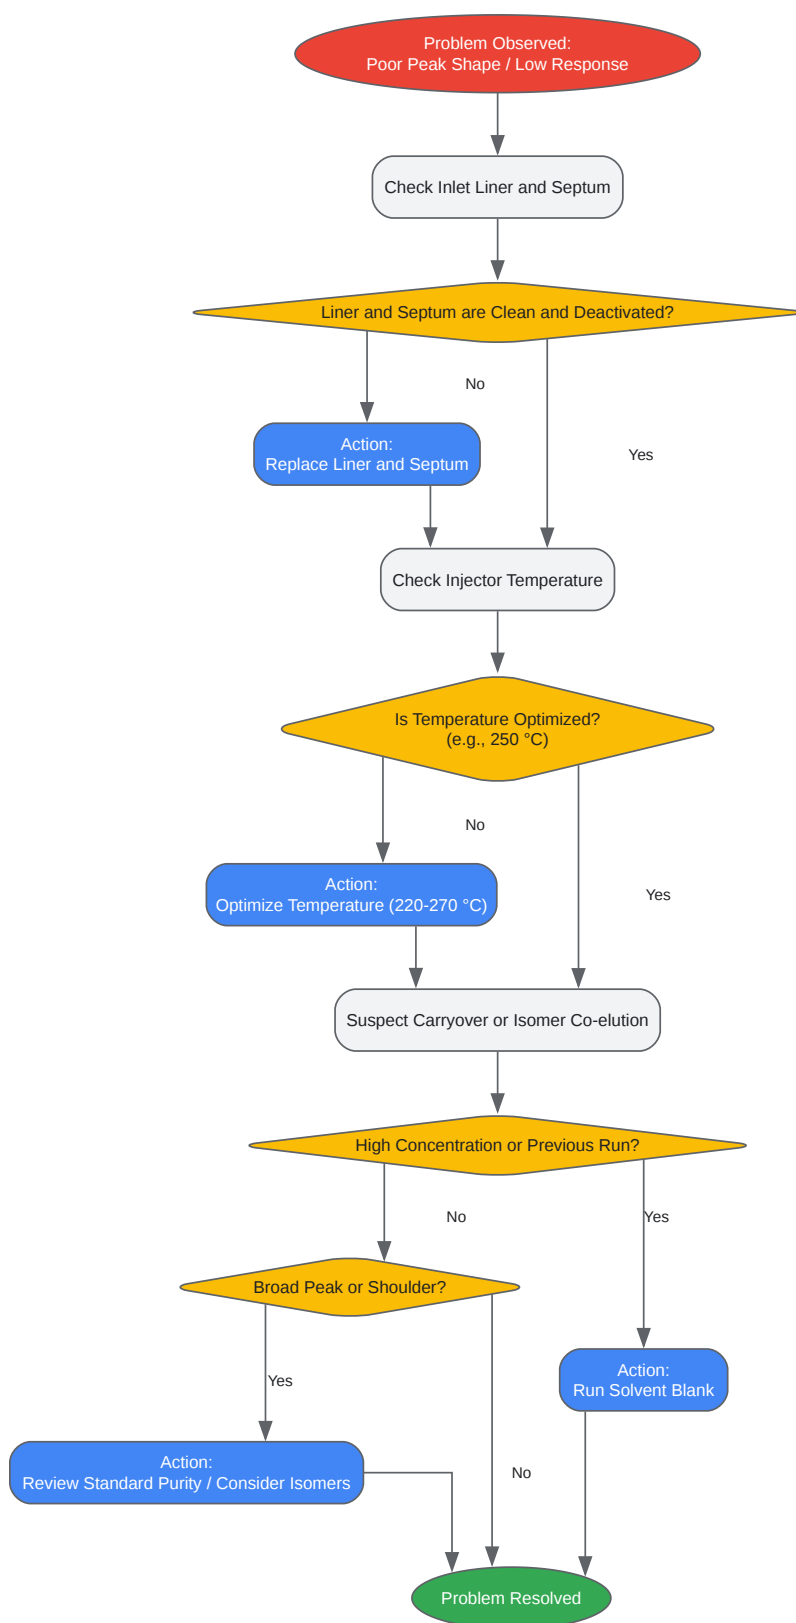 Problem Observed:
Poor Peak Shape / Low Response
Check Inlet Liner and Septum
Liner and Septum are Clean and Deactivated?
No
Action:
Replace Liner and Septum
Yes
Check Injector Temperature
Is Temperature Optimized?
(e.g., 250 °C)
No
Action:
Optimize Temperature (220-270 °C)
Yes
Suspect Carryover or Isomer Co-elution
High Concentration or Previous Run?
No
Yes
Broad Peak or Shoulder?
Action:
Run Solvent Blank
Yes
Action:
Review Standard Purity / Consider Isomers
No
Problem Resolved